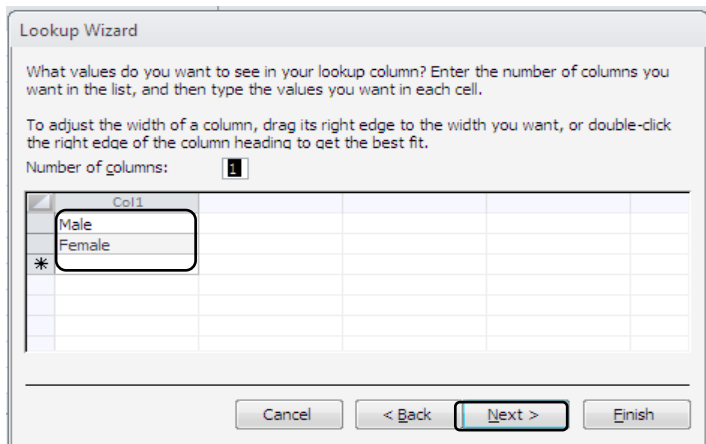 Lookup Wizard
What values do you want to see in your lookup column? Enter the number of columns you
want in the list, and then type the values you want in each cell.
To adjust the width of a column, drag its right edge to the width you want, or double-click
the right edge of the column heading to get the best fit.
Number of columns: 1
Col1
Male
Female
*
Cancel < Back Next > Finish